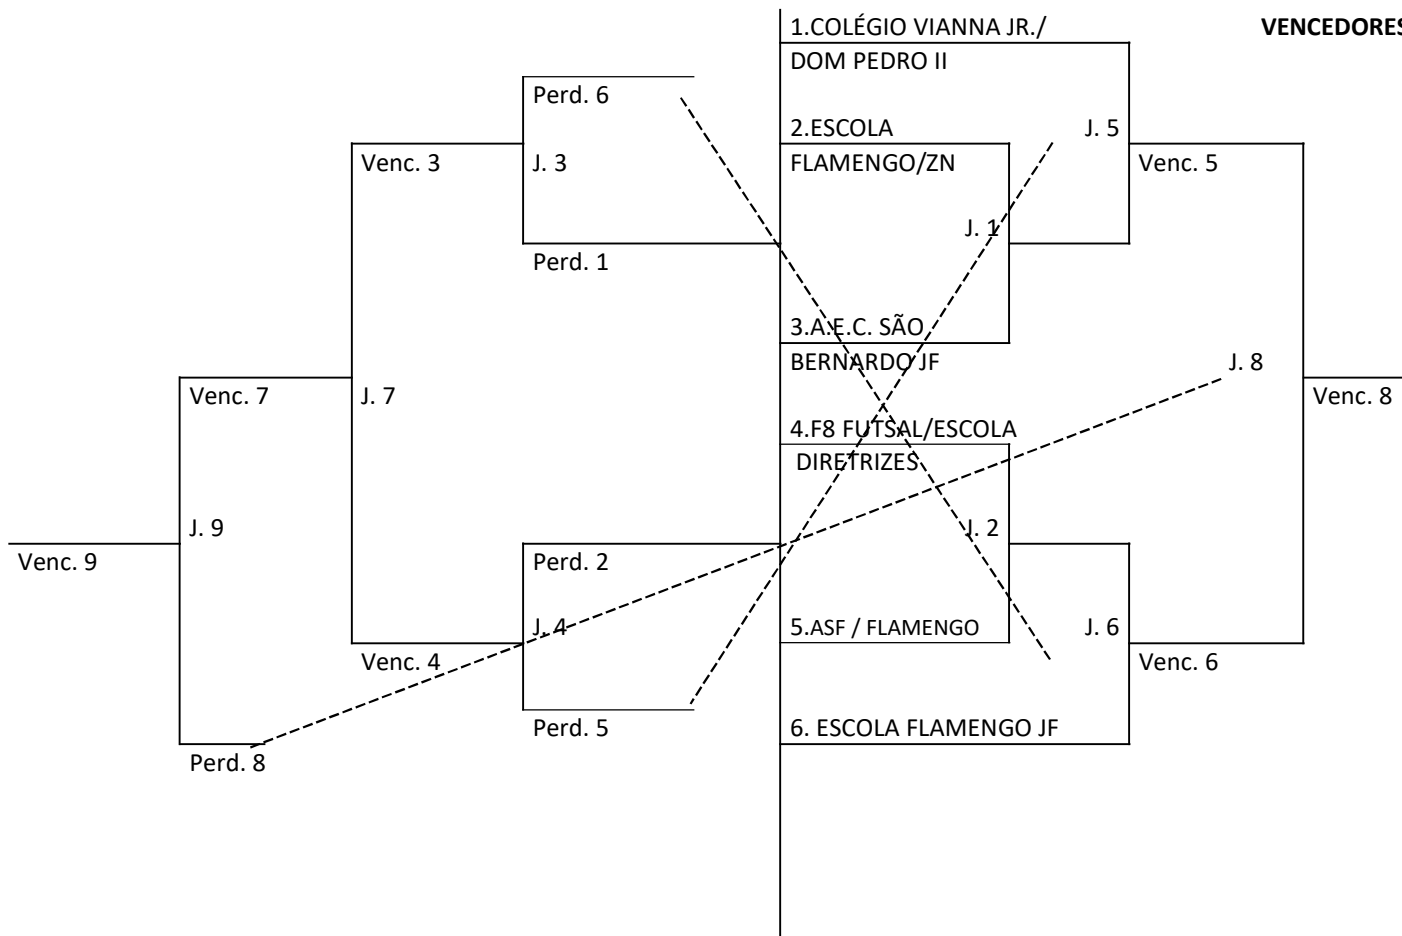 1.COLÉGIO VIANNA JR./
VENCEDORES
DOM PEDRO II
Perd. 6
2.ESCOLA
J. 5
Venc. 3
J. 3
FLAMENGO/ZN
Venc. 5
J. 1
Perd. 1
3.A.E.C. SÃO
BERNARDO JF
J. 8
Venc. 7
J. 7
Venc. 8
4.F8 FUTSAL/ESCOLA
DIRETRIZES
J. 9
J. 2
Venc. 9
Perd. 2
J. 4
5.ASF / FLAMENGO
J. 6
Venc. 4
Venc. 6
Perd. 5
6. ESCOLA FLAMENGO JF
Perd. 8